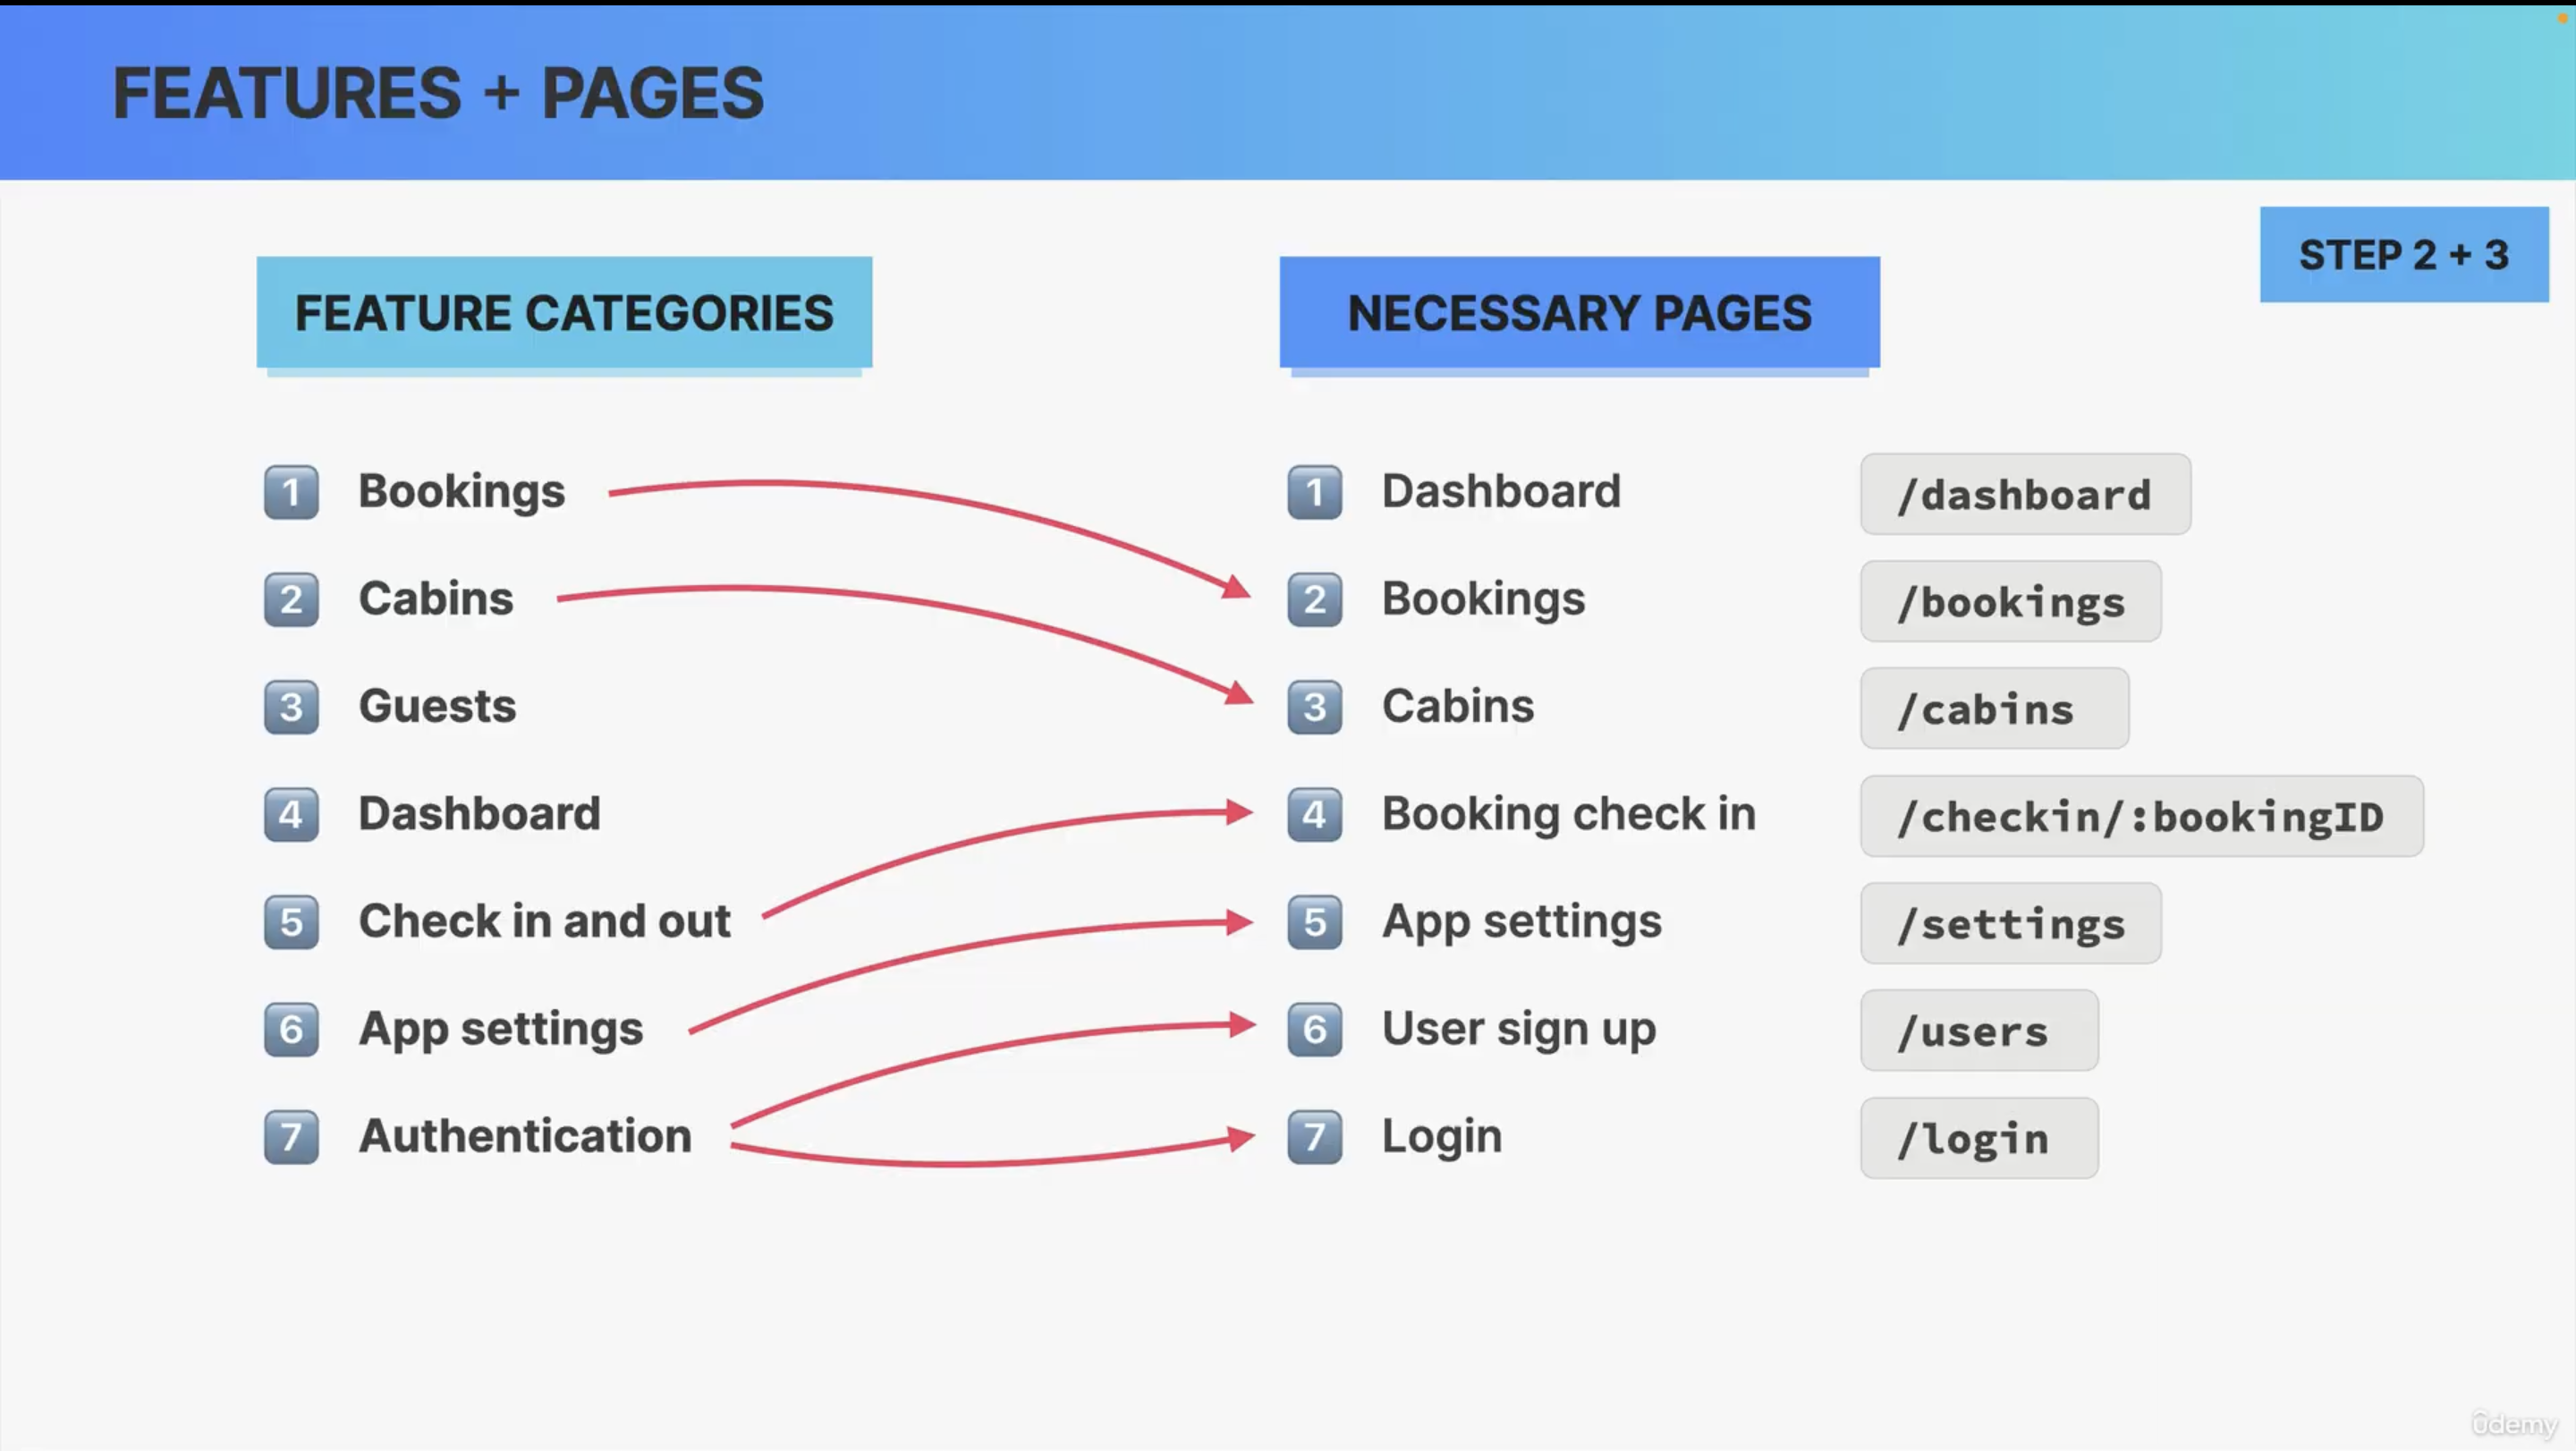 FEATURES + PAGES
STEP 2 + 3
FEATURE CATEGORIES
1 Bookings
2 Cabins
3 Guests
4 Dashboard
5 Check in and out
6 App settings
7 Authentication
NECESSARY PAGES
1 Dashboard /dashboard
2 Bookings /bookings
3 Cabins /cabins
4 Booking check in /checkin/:bookingID
5 App settings /settings
6 User sign up /users
7 Login /login
ûdemy